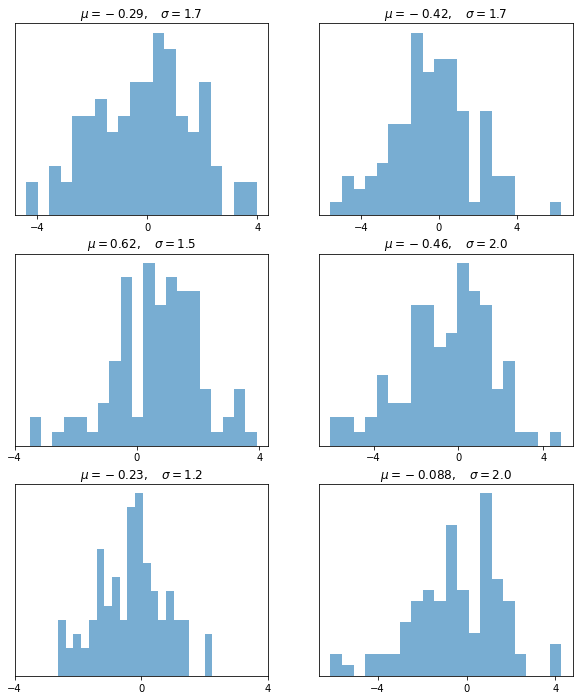 μ = −0.29, σ = 1.7
−4 0 4
μ = −0.42, σ = 1.7
−4 0 4
μ = 0.62, σ = 1.5
−4 0 4
μ = −0.46, σ = 2.0
−4 0 4
μ = −0.23, σ = 1.2
−4 0 4
μ = −0.088, σ = 2.0
−4 0 4